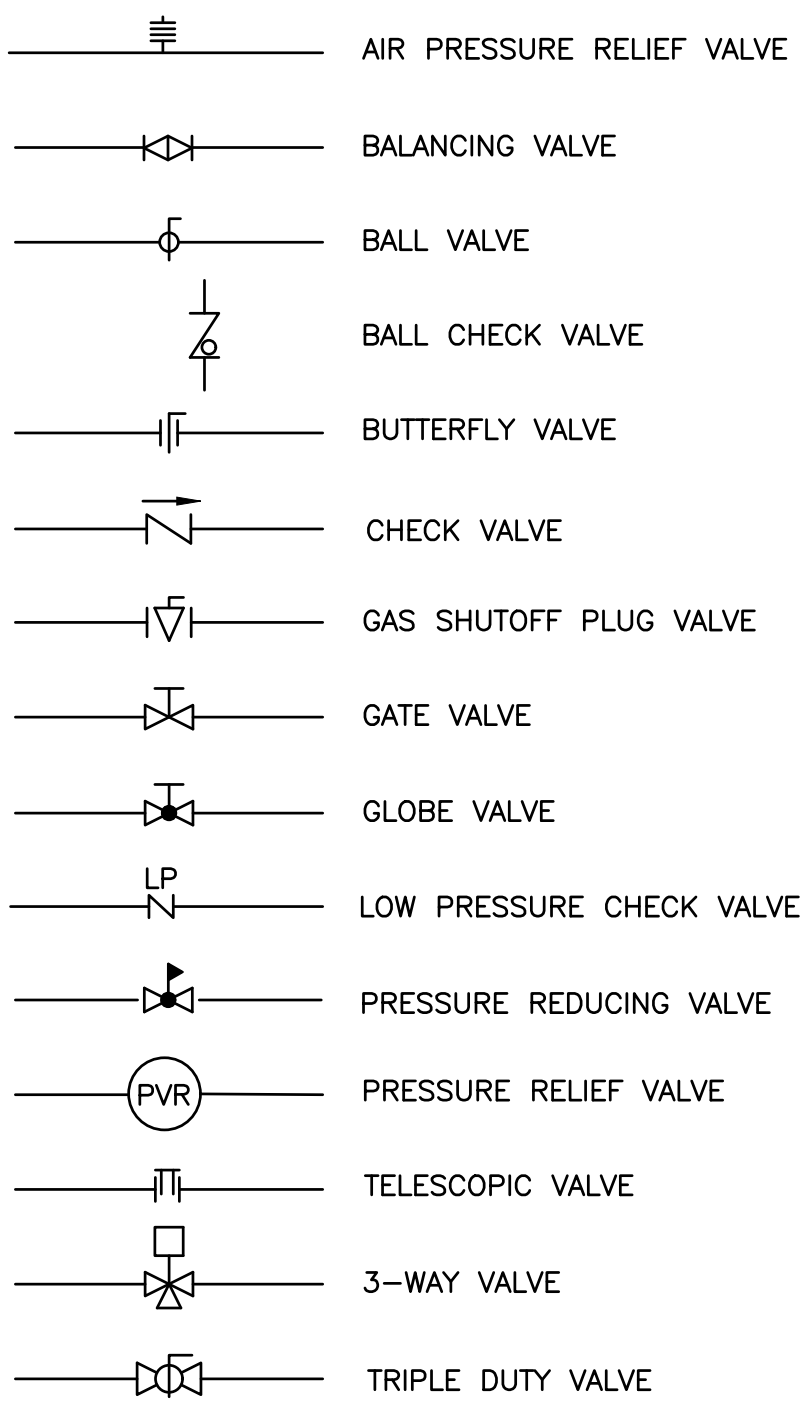 AIR PRESSURE RELIEF VALVE
BALANCING VALVE
BALL VALVE
BALL CHECK VALVE
BUTTERFLY VALVE
CHECK VALVE
GAS SHUTOFF PLUG VALVE
GATE VALVE
GLOBE VALVE
LP
LOW PRESSURE CHECK VALVE
PRESSURE REDUCING VALVE
PVR
PRESSURE RELIEF VALVE
TELESCOPIC VALVE
3-WAY VALVE
TRIPLE DUTY VALVE